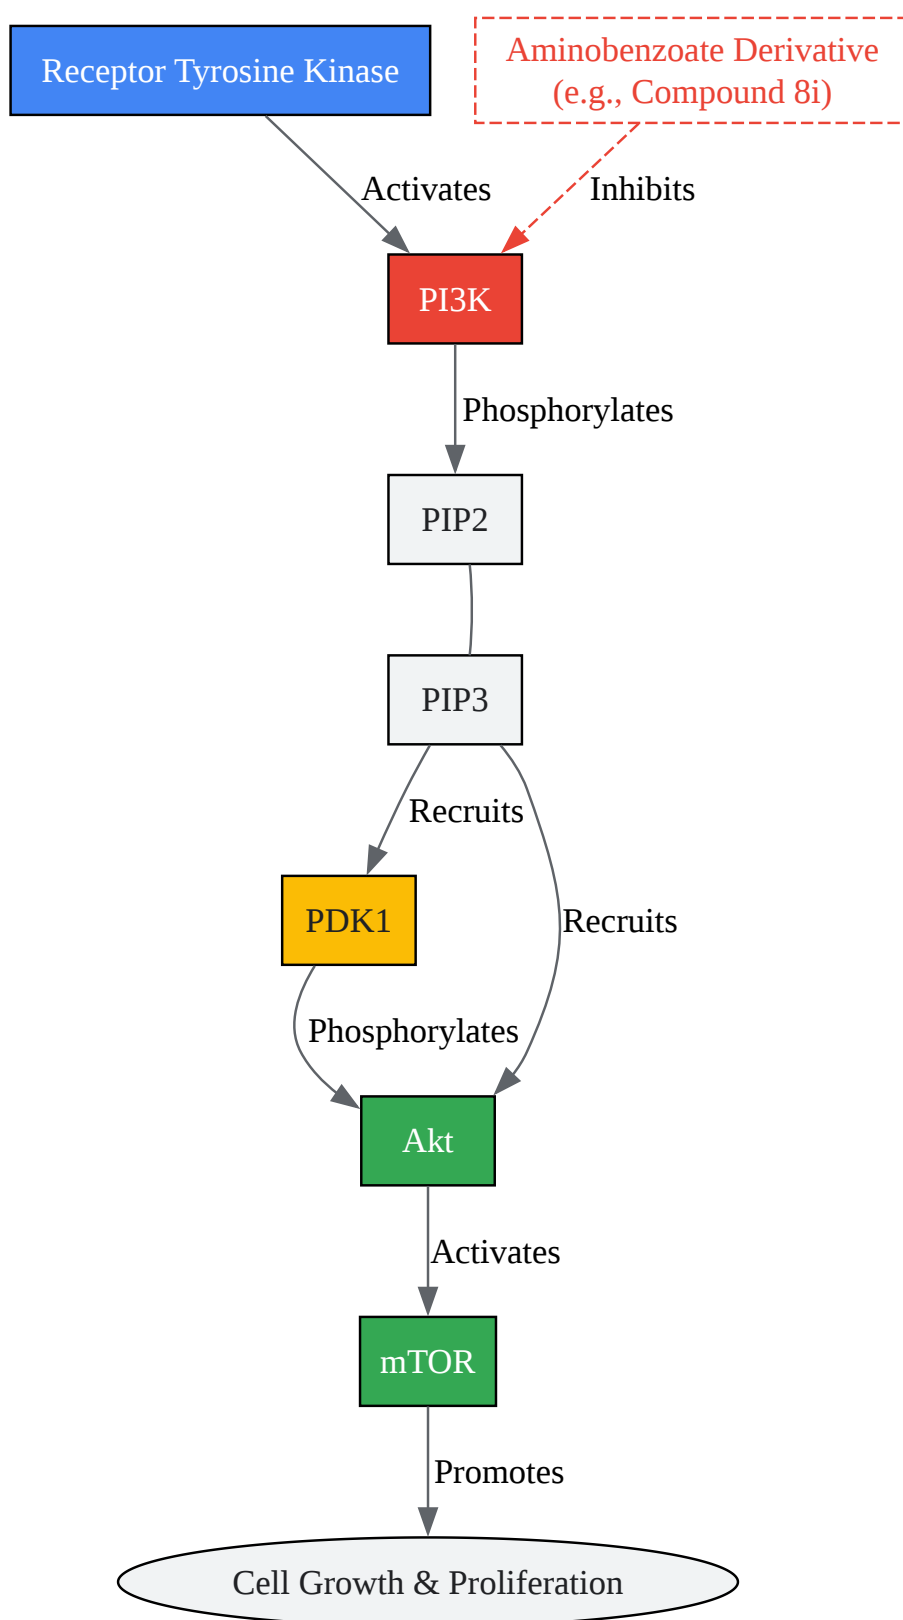 Receptor Tyrosine Kinase
Aminobenzoate Derivative
(e.g., Compound 8i)
Activates
Inhibits
PI3K
Phosphorylates
PIP2
PIP3
Recruits
PDK1
Recruits
Phosphorylates
Akt
Activates
mTOR
Promotes
Cell Growth & Proliferation